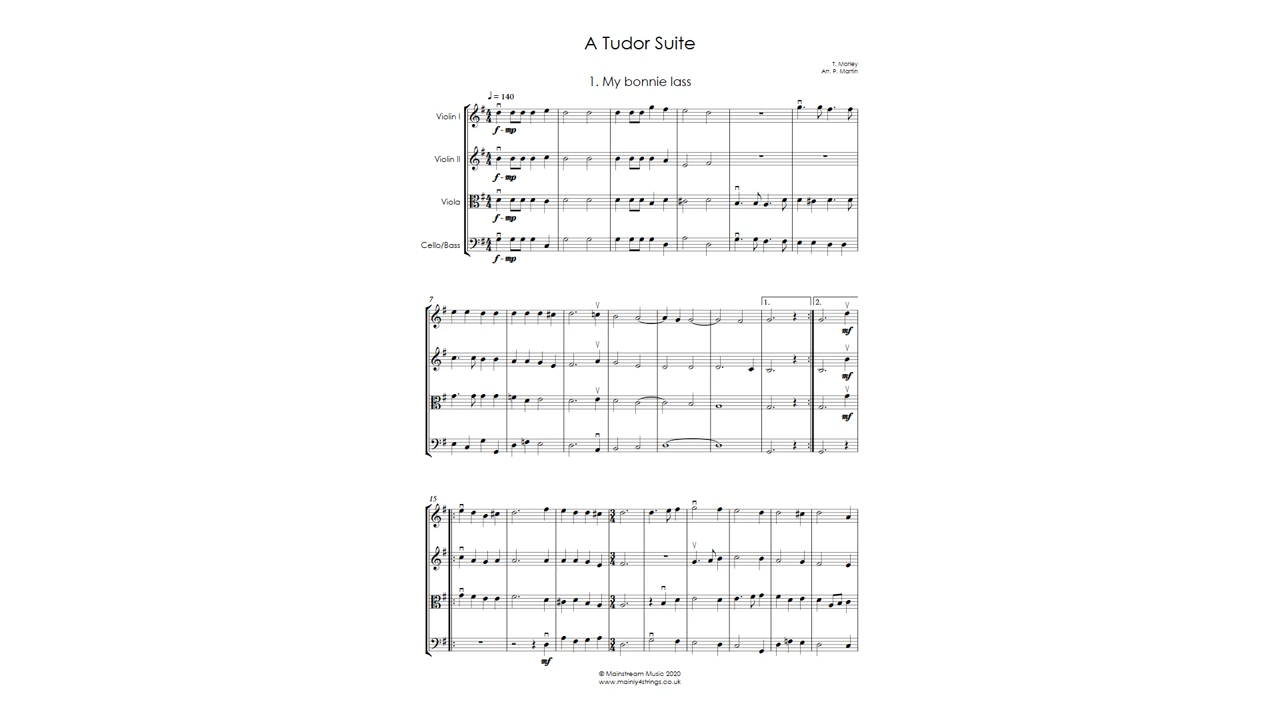 A Tudor Suite
T. Morley
Arr. P. Martin
1. My bonnie lass
♩ = 140
Violin I
f - mp
Violin II
f - mp
Viola
f - mp
Cello/Bass
f - mp
7
1.
2.
mf
mf
mf
15
mf
© Mainstream Music 2020
www.mainly4strings.co.uk